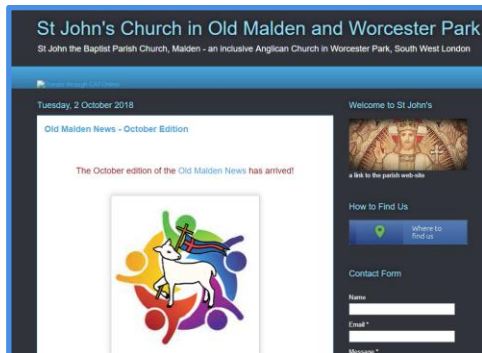 St John's Church in Old Malden and Worcester Park
St John the Baptist Parish Church, Malden - an inclusive Anglican Church in Worcester Park, South West London
Tuesday, 2 October 2018
Old Malden News - October Edition
The October edition of the Old Malden News has arrived!
Welcome to St John's
a link to the parish web-site
How to Find Us
Where to
find us
Contact Form
Name
Email *
Message *